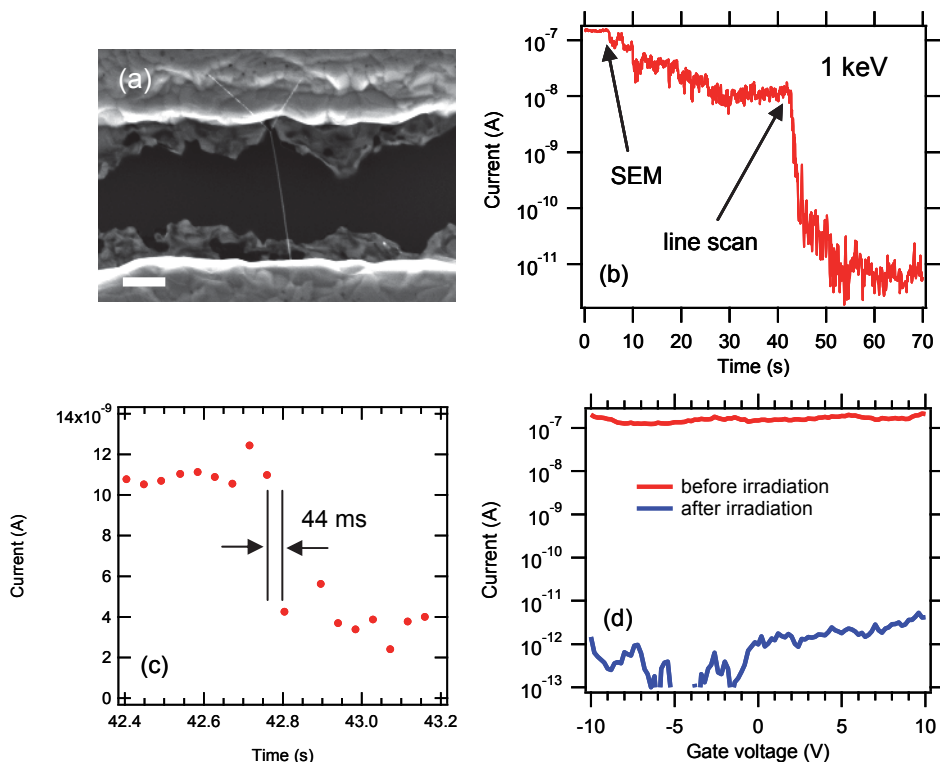 (a)
10⁻⁷
10⁻⁸
10⁻⁹
10⁻¹⁰
10⁻¹¹
Current (A)
1 keV
SEM
line scan
(b)
0 10 20 30 40 50 60 70
Time (s)
14x10⁻⁹
12
10
8
6
4
2
0
Current (A)
44 ms
(c)
42.4 42.6 42.8 43.0 43.2
Time (s)
10⁻⁷
10⁻⁸
10⁻⁹
10⁻¹⁰
10⁻¹¹
10⁻¹²
10⁻¹³
Current (A)
before irradiation
after irradiation
(d)
-10 -5 0 5 10
Gate voltage (V)